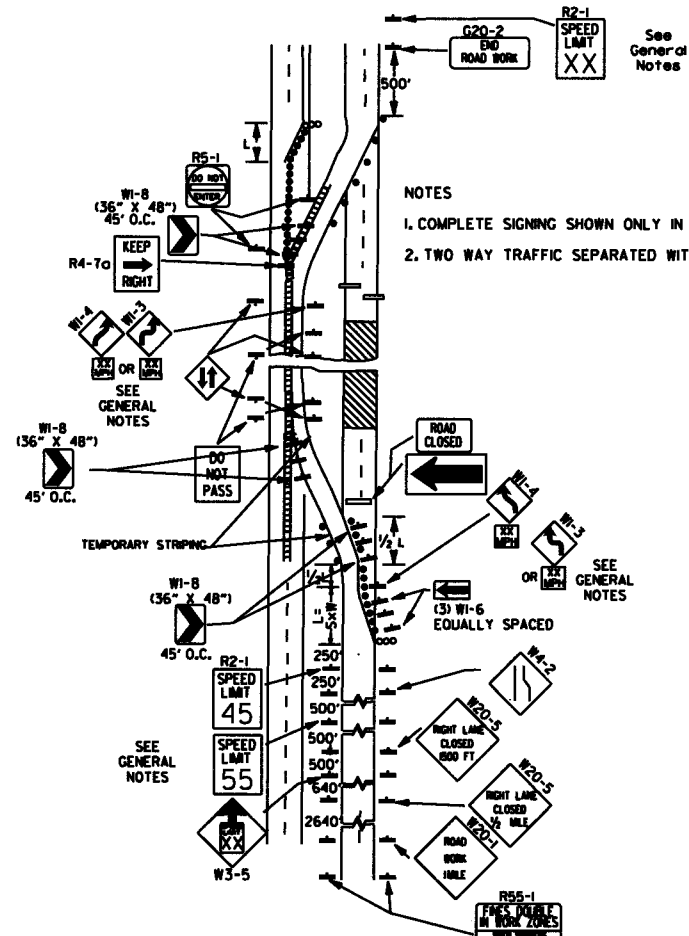 R2-1
SPEED
LIMIT
XX
See
General
Notes
G20-2
END
ROAD WORK
500'
L
R5-1
DO NOT
ENTER
W1-8
(36" X 48")
45' O.C.
KEEP
RIGHT
R4-7a
NOTES
1. COMPLETE SIGNING SHOWN ONLY IN
2. TWO WAY TRAFFIC SEPARATED WIT
W1-4
W1-3
XX
MPH
OR
XX
MPH
SEE
GENERAL
NOTES
W1-8
(36" X 48")
45' O.C.
DO
NOT
PASS
ROAD
CLOSED
W1-4
XX
MPH
W1-3
OR
XX
MPH
SEE
GENERAL
NOTES
TEMPORARY STRIPING
½ L
½ L
L=
SxW
W1-8
(36" X 48")
45' O.C.
(3) W1-6
EQUALLY SPACED
250'
R2-1
SPEED
LIMIT
45
250'
W4-2
500'
500'
W20-5
RIGHT LANE
CLOSED
1500 FT
SEE
GENERAL
NOTES
SPEED
LIMIT
55
500'
640'
W20-5
RIGHT LANE
CLOSED
½ MILE
XX
W3-5
2640'
W20-1
ROAD
WORK
1 MILE
R55-1
FINES DOUBLE
IN WORK ZONES